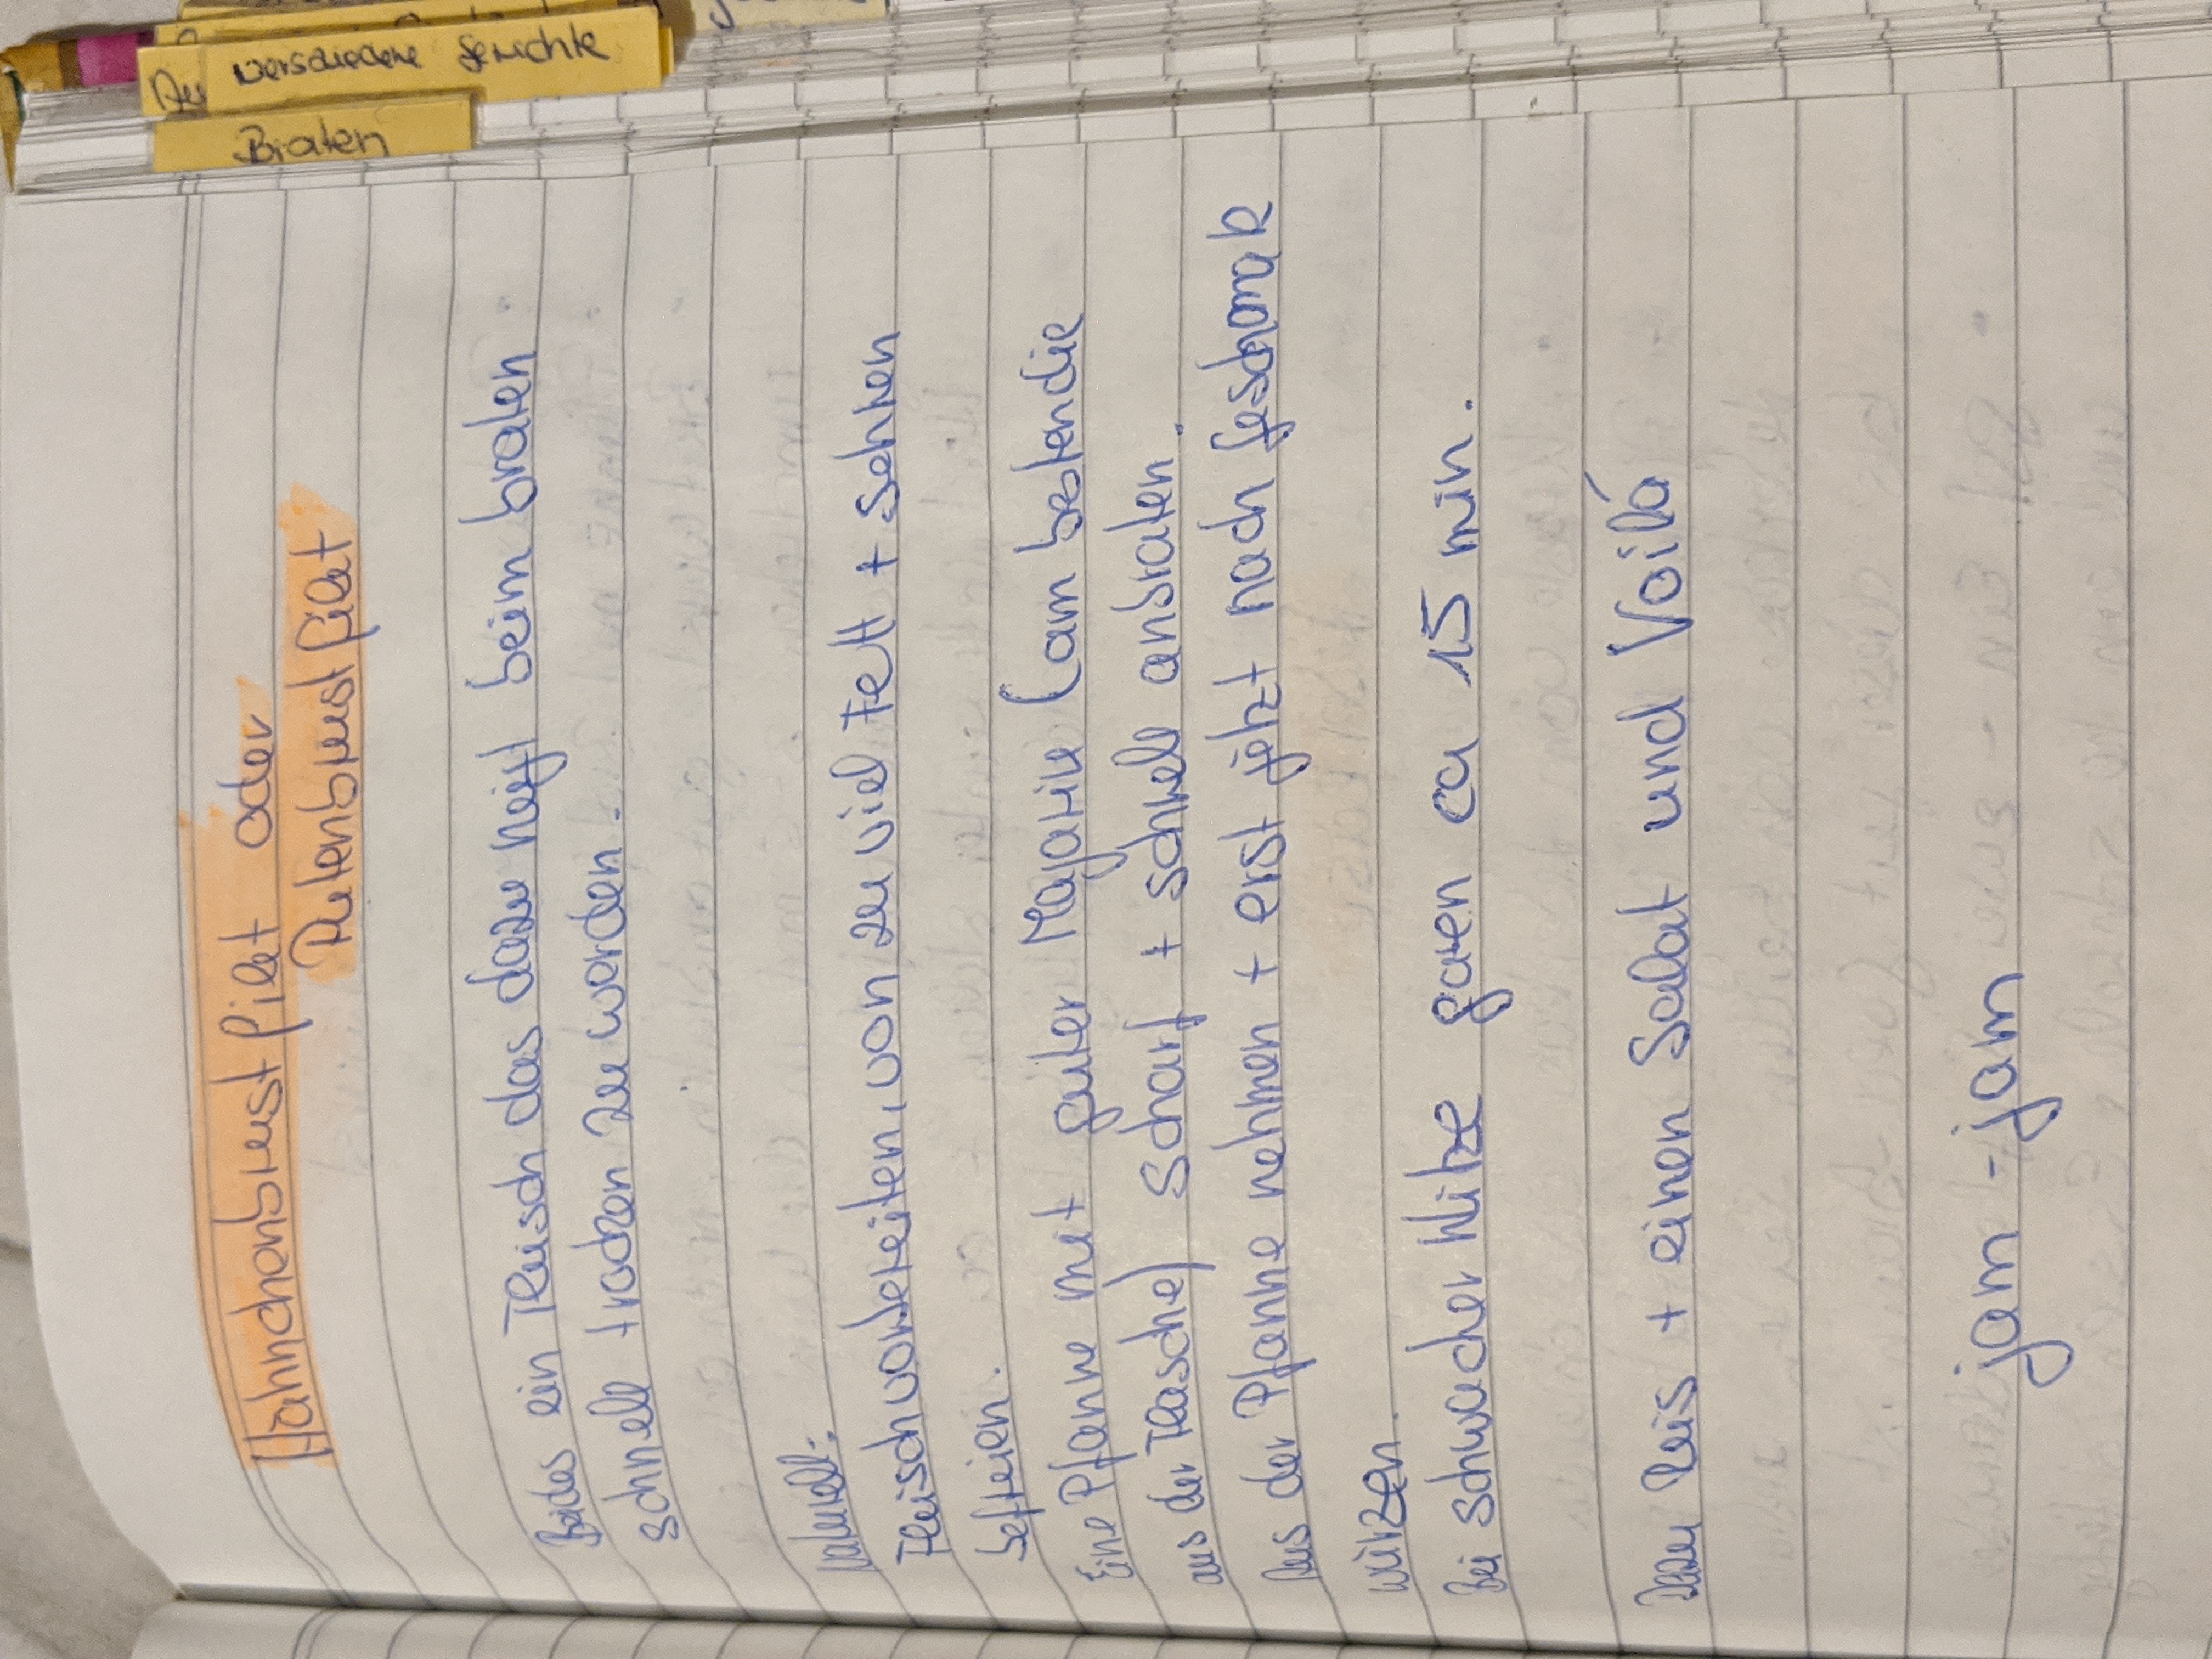 Hähnchenbrust filet oder
Putenbrust filet
Beides ein Fleisch das dazu neigt beim braten
schnell trocken zu werden.
Naturell:
Fleisch vorbereiten, von zu viel Fett + sehnen
befreien.
Eine Pfanne mit guter Magarine (am besten die
aus der Flasche) scharf + schnell anbraten.
Aus der Pfanne nehmen + erst jetzt nach geschmack
würzen.
Bei schwacher Hitze garen ca 15 min.
Dazu Reis + einen Salat und Voilá
jam - jam
verschiedene Gerichte
Braten